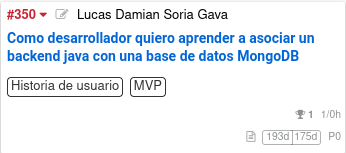 #350 Lucas Damian Soria Gava
Como desarrollador quiero aprender a asociar un
backend java con una base de datos MongoDB
Historia de usuario MVP
1 1/0h
193d 175d P0